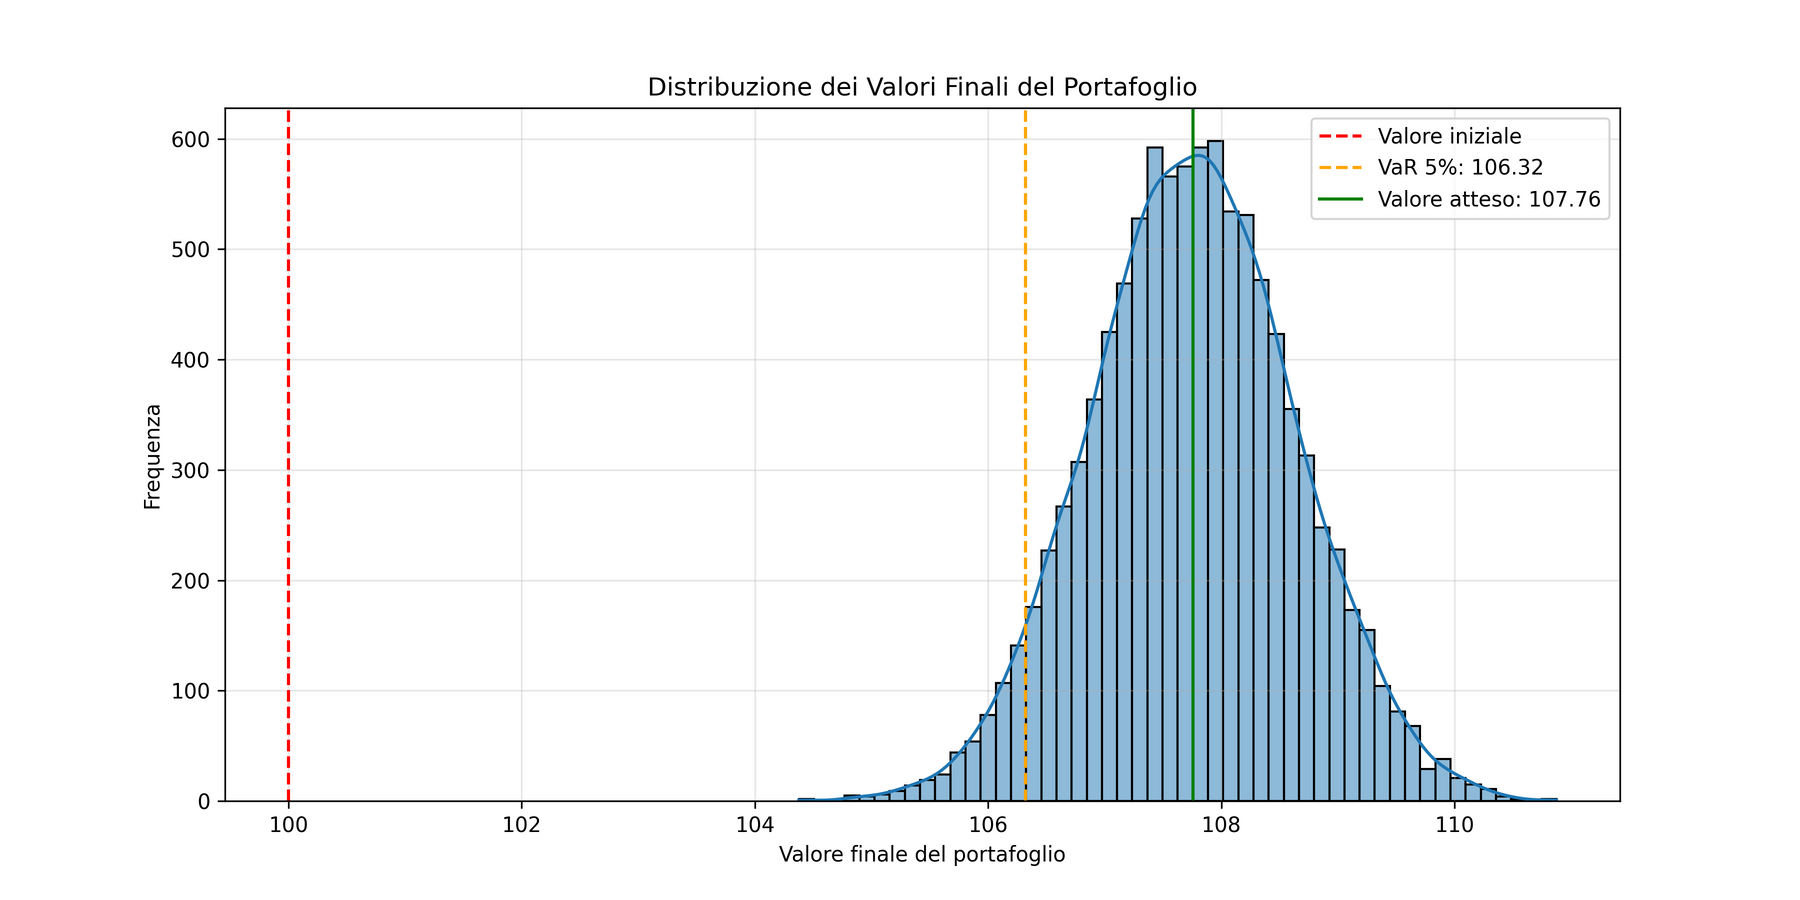 Distribuzione dei Valori Finali del Portafoglio
Valore iniziale
VaR 5%: 106.32
Valore atteso: 107.76
Frequenza
600
500
400
300
200
100
0
100 102 104 106 108 110
Valore finale del portafoglio